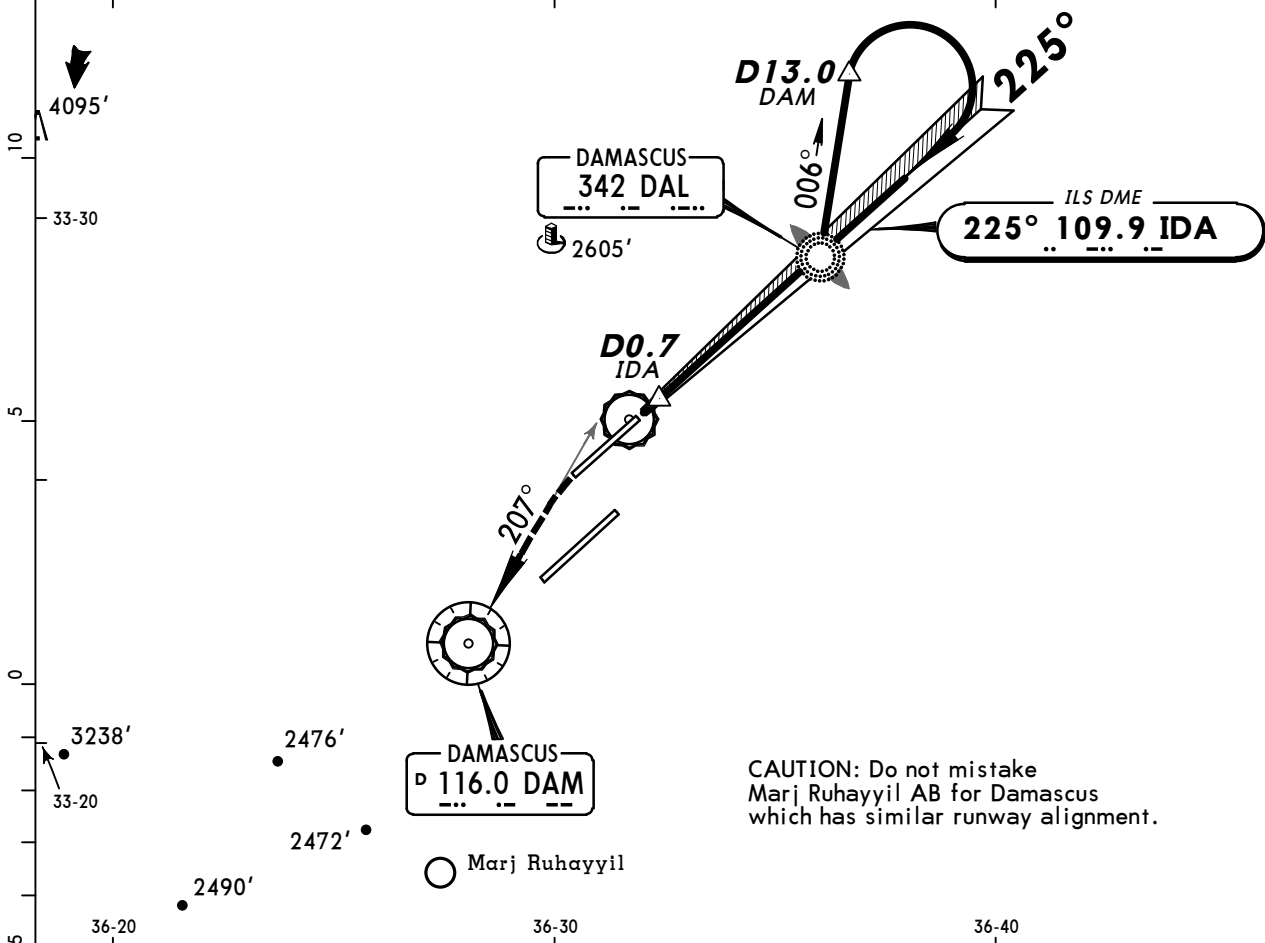 225°
D13.0
DAM
4095'
10
006°
DAMASCUS
342 DAL
33-30
2605'
ILS DME
225° 109.9 IDA
D0.7
IDA
5
207°
0
3238'
2476'
DAMASCUS
D 116.0 DAM
33-20
CAUTION: Do not mistake
Marj Ruhayyil AB for Damascus
which has similar runway alignment.
2472'
Marj Ruhayyil
2490'
36-20
36-30
36-40
5